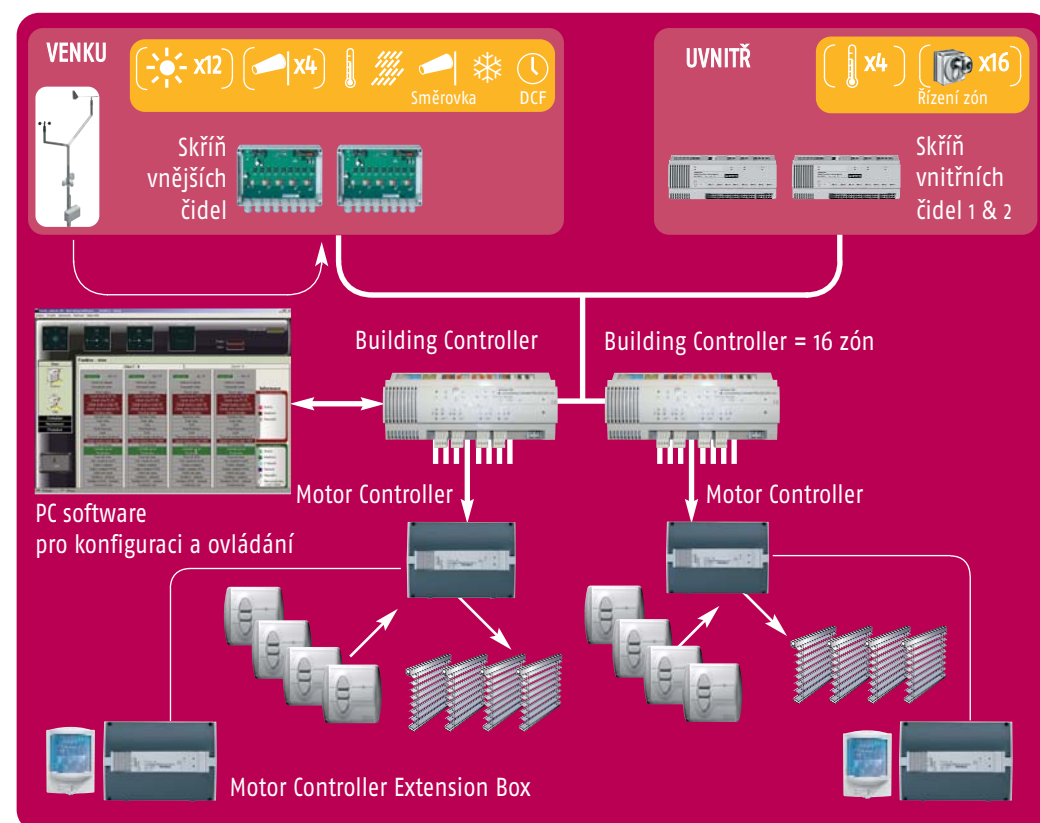 VENKU
x12
x4
Směrovka
DCF
Skříň
vnějších
čidel
UVNITŘ
x4
x16
Řízení zón
Skříň
vnitřních
čidel 1 & 2
Building Controller
Building Controller = 16 zón
Motor Controller
Motor Controller
PC software
pro konfiguraci a ovládání
Motor Controller Extension Box